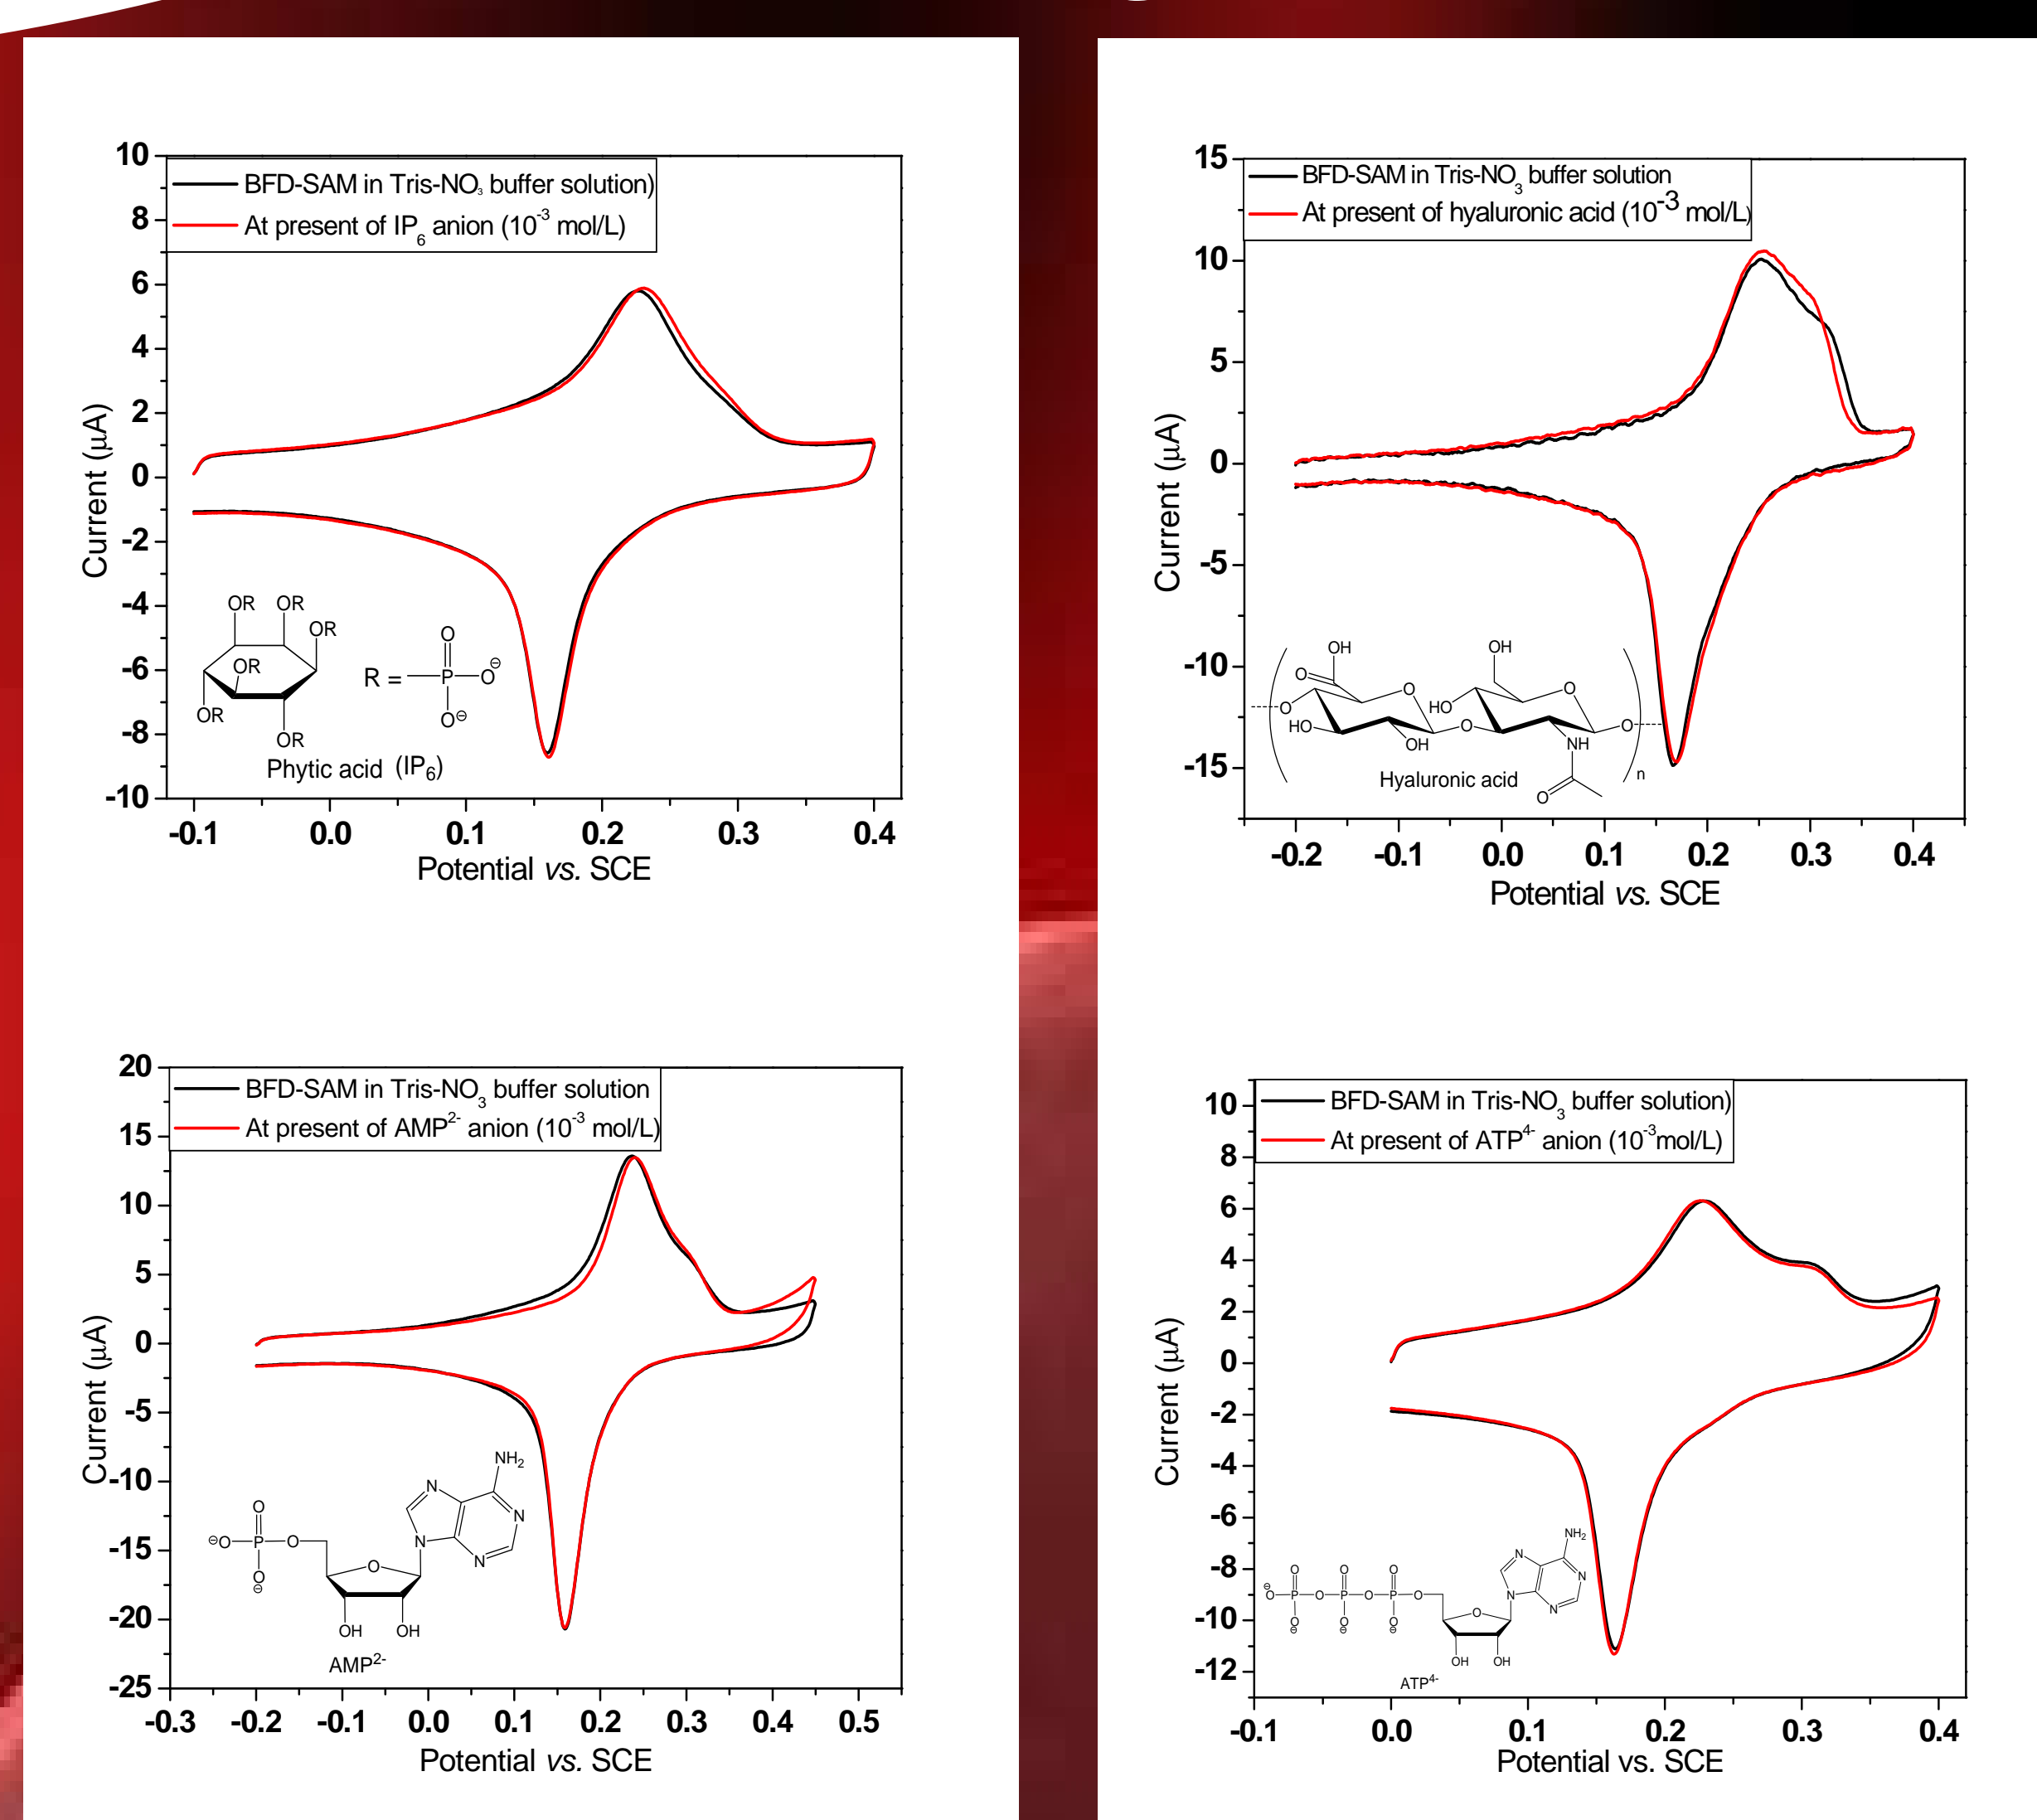 10
8
6
4
2
0
-2
-4
-6
-8
-10
Current (μA)
BFD-SAM in Tris-NO3 buffer solution)
At present of IP6 anion (10-3 mol/L)
OR OR
OR
OR
OR
OR
R = P
O
O⊖
O⊖
Phytic acid (IP6)
-0.1 0.0 0.1 0.2 0.3 0.4
Potential vs. SCE
15
10
5
0
-5
-10
-15
Current (μA)
BFD-SAM in Tris-NO3 buffer solution
At present of hyaluronic acid (10-3 mol/L)
OH OH
O O O
O HO O O
HO OH NH
O
n
Hyaluronic acid
-0.2 -0.1 0.0 0.1 0.2 0.3 0.4
Potential vs. SCE
20
15
10
5
0
-5
-10
-15
-20
-25
Current (μA)
BFD-SAM in Tris-NO3 buffer solution
At present of AMP2- anion (10-3 mol/L)
NH2
N N
O
⊖O P O N N
O⊖ O
OH OH
AMP2-
-0.3 -0.2 -0.1 0.0 0.1 0.2 0.3 0.4 0.5
Potential vs. SCE
10
8
6
4
2
0
-2
-4
-6
-8
-10
-12
Current (μA)
BFD-SAM in Tris-NO3 buffer solution)
At present of ATP4- anion (10-3mol/L)
NH2
N N
O O O
⊖O P O P O P O N N
O⊖ O⊖ O⊖ O
OH OH
ATP4-
-0.1 0.0 0.1 0.2 0.3 0.4
Potential vs. SCE